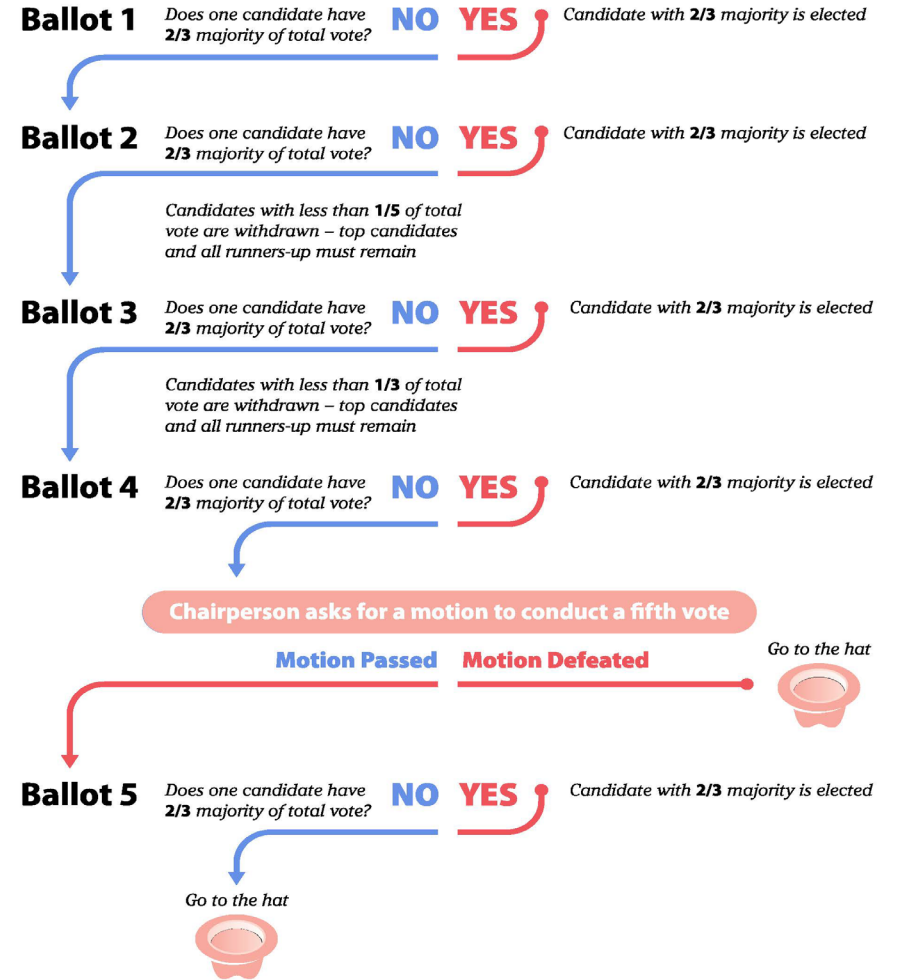 Ballot 1
Does one candidate have
2/3 majority of total vote?
NO YES
Candidate with 2/3 majority is elected
Ballot 2
Does one candidate have
2/3 majority of total vote?
NO YES
Candidate with 2/3 majority is elected
Candidates with less than 1/5 of total
vote are withdrawn – top candidates
and all runners-up must remain
Ballot 3
Does one candidate have
2/3 majority of total vote?
NO YES
Candidate with 2/3 majority is elected
Candidates with less than 1/3 of total
vote are withdrawn – top candidates
and all runners-up must remain
Ballot 4
Does one candidate have
2/3 majority of total vote?
NO YES
Candidate with 2/3 majority is elected
Chairperson asks for a motion to conduct a fifth vote
Motion Passed Motion Defeated
Go to the hat
Ballot 5
Does one candidate have
2/3 majority of total vote?
NO YES
Candidate with 2/3 majority is elected
Go to the hat